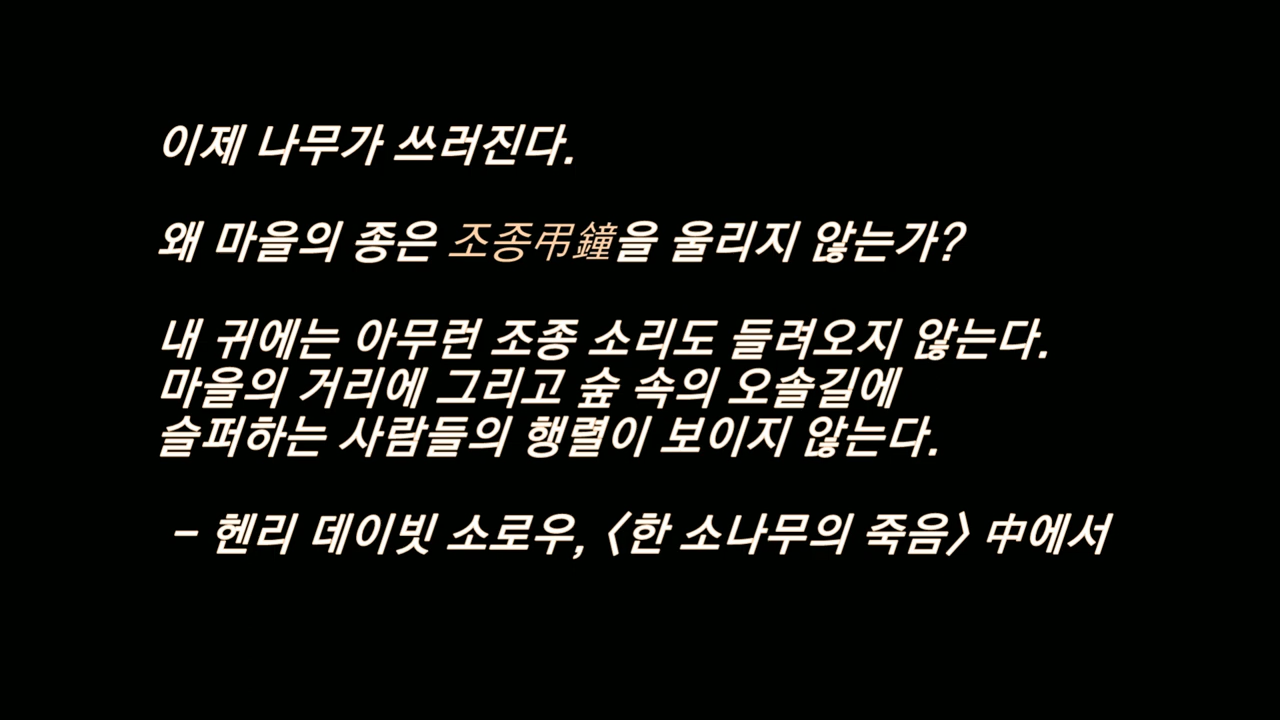 이제 나무가 쓰러진다.
왜 마을의 종은 조종弔鐘을 울리지 않는가?
내 귀에는 아무런 조종 소리도 들려오지 않는다.
마을의 거리에 그리고 숲 속의 오솔길에
슬퍼하는 사람들의 행렬이 보이지 않는다.
- 헨리 데이빗 소로우, 〈한 소나무의 죽음〉 中에서